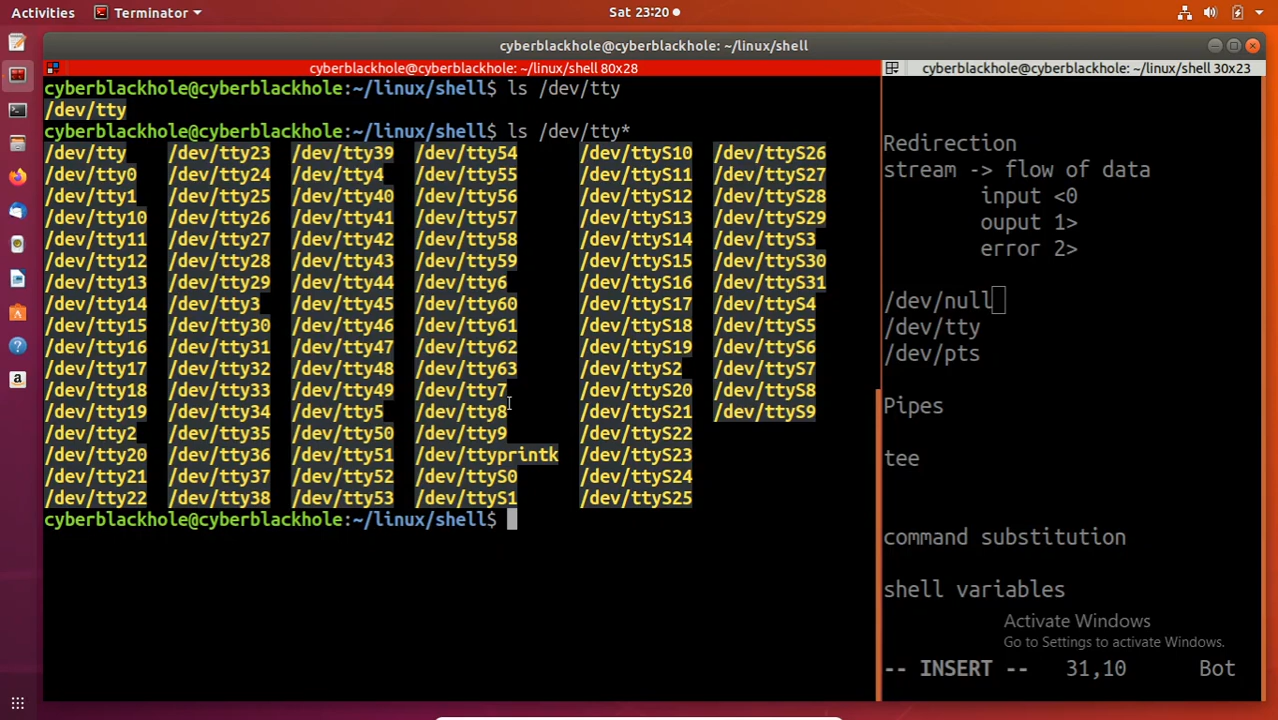 Activities Terminator Sat 23:20
cyberblackhole@cyberblackhole: ~/linux/shell
cyberblackhole@cyberblackhole: ~/linux/shell 80x28
cyberblackhole@cyberblackhole:~/linux/shell$ ls /dev/tty
/dev/tty
cyberblackhole@cyberblackhole:~/linux/shell$ ls /dev/tty*
/dev/tty /dev/tty23 /dev/tty39 /dev/tty54 /dev/ttyS10 /dev/ttyS26
/dev/tty0 /dev/tty24 /dev/tty4 /dev/tty55 /dev/ttyS11 /dev/ttyS27
/dev/tty1 /dev/tty25 /dev/tty40 /dev/tty56 /dev/ttyS12 /dev/ttyS28
/dev/tty10 /dev/tty26 /dev/tty41 /dev/tty57 /dev/ttyS13 /dev/ttyS29
/dev/tty11 /dev/tty27 /dev/tty42 /dev/tty58 /dev/ttyS14 /dev/ttyS3
/dev/tty12 /dev/tty28 /dev/tty43 /dev/tty59 /dev/ttyS15 /dev/ttyS30
/dev/tty13 /dev/tty29 /dev/tty44 /dev/tty6 /dev/ttyS16 /dev/ttyS31
/dev/tty14 /dev/tty3 /dev/tty45 /dev/tty60 /dev/ttyS17 /dev/ttyS4
/dev/tty15 /dev/tty30 /dev/tty46 /dev/tty61 /dev/ttyS18 /dev/ttyS5
/dev/tty16 /dev/tty31 /dev/tty47 /dev/tty62 /dev/ttyS19 /dev/ttyS6
/dev/tty17 /dev/tty32 /dev/tty48 /dev/tty63 /dev/ttyS2 /dev/ttyS7
/dev/tty18 /dev/tty33 /dev/tty49 /dev/tty7 /dev/ttyS20 /dev/ttyS8
/dev/tty19 /dev/tty34 /dev/tty5 /dev/tty8 /dev/ttyS21 /dev/ttyS9
/dev/tty2 /dev/tty35 /dev/tty50 /dev/tty9 /dev/ttyS22
/dev/tty20 /dev/tty36 /dev/tty51 /dev/ttyprintk /dev/ttyS23
/dev/tty21 /dev/tty37 /dev/tty52 /dev/ttyS0 /dev/ttyS24
/dev/tty22 /dev/tty38 /dev/tty53 /dev/ttyS1 /dev/ttyS25
cyberblackhole@cyberblackhole:~/linux/shell$
cyberblackhole@cyberblackhole: ~/linux/shell 30x23
Redirection
stream -> flow of data
input <0
ouput 1>
error 2>
/dev/null
/dev/tty
/dev/pts
Pipes
tee
command substitution
shell variables
Activate Windows
Go to Settings to activate Windows.
-- INSERT -- 31,10 Bot